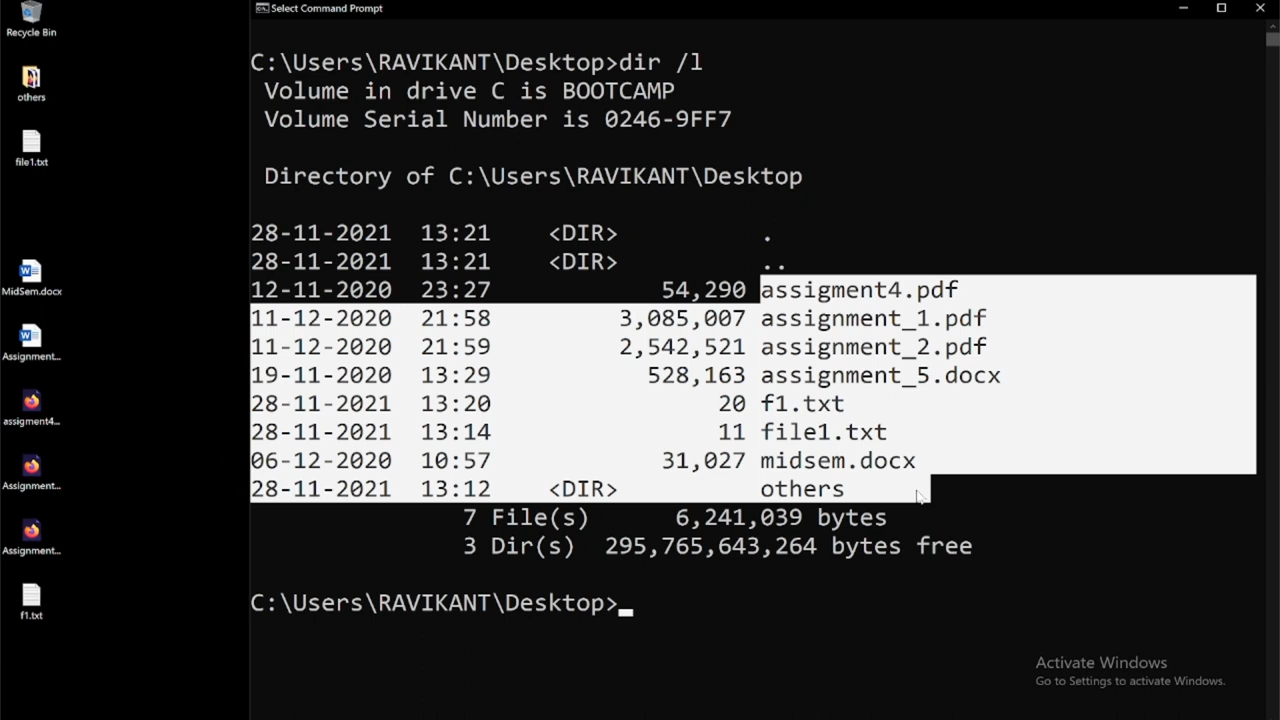 Recycle Bin
others
file1.txt
MidSem.docx
Assignment...
assigment4...
Assignment...
Assignment...
f1.txt
Select Command Prompt
C:\Users\RAVIKANT\Desktop>dir /l
Volume in drive C is BOOTCAMP
Volume Serial Number is 0246-9FF7
Directory of C:\Users\RAVIKANT\Desktop
28-11-2021 13:21 <DIR> .
28-11-2021 13:21 <DIR> ..
12-11-2020 23:27 54,290 assigment4.pdf
11-12-2020 21:58 3,085,007 assignment_1.pdf
11-12-2020 21:59 2,542,521 assignment_2.pdf
19-11-2020 13:29 528,163 assignment_5.docx
28-11-2021 13:20 20 f1.txt
28-11-2021 13:14 11 file1.txt
06-12-2020 10:57 31,027 midsem.docx
28-11-2021 13:12 <DIR> others
7 File(s) 6,241,039 bytes
3 Dir(s) 295,765,643,264 bytes free
C:\Users\RAVIKANT\Desktop>
Activate Windows
Go to Settings to activate Windows.